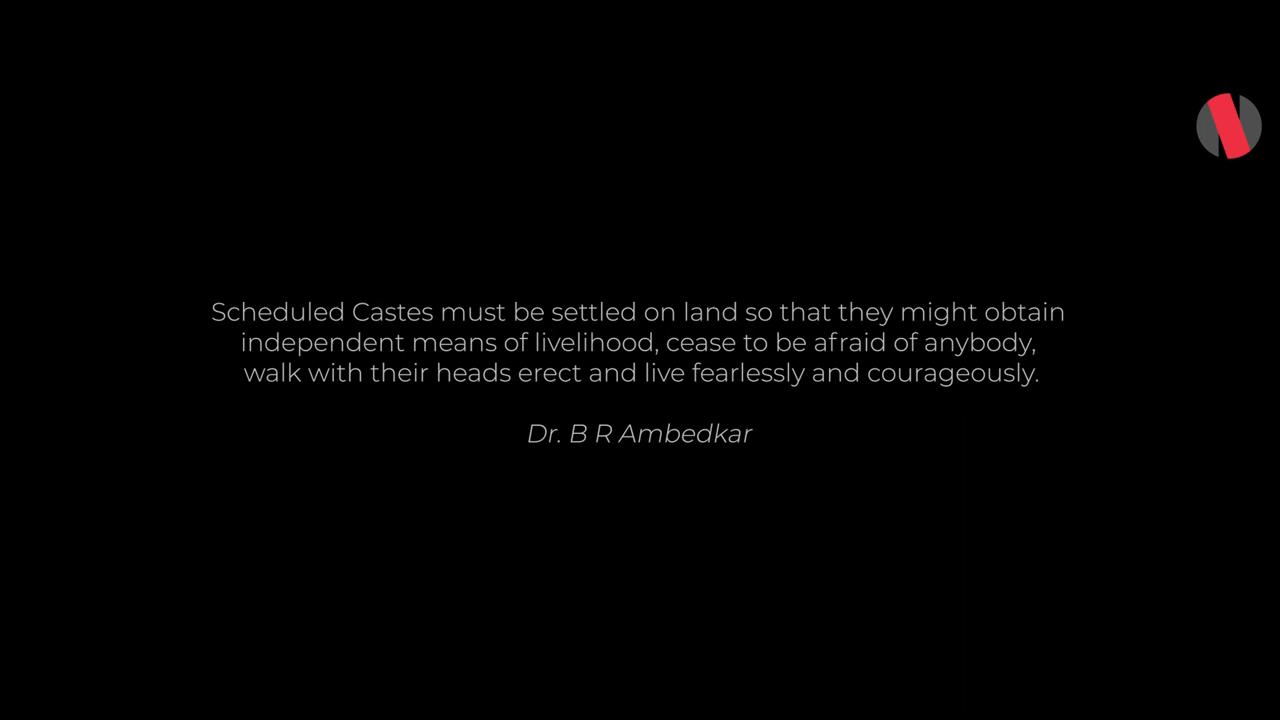 Scheduled Castes must be settled on land so that they might obtain
independent means of livelihood, cease to be afraid of anybody,
walk with their heads erect and live fearlessly and courageously.
Dr. B R Ambedkar